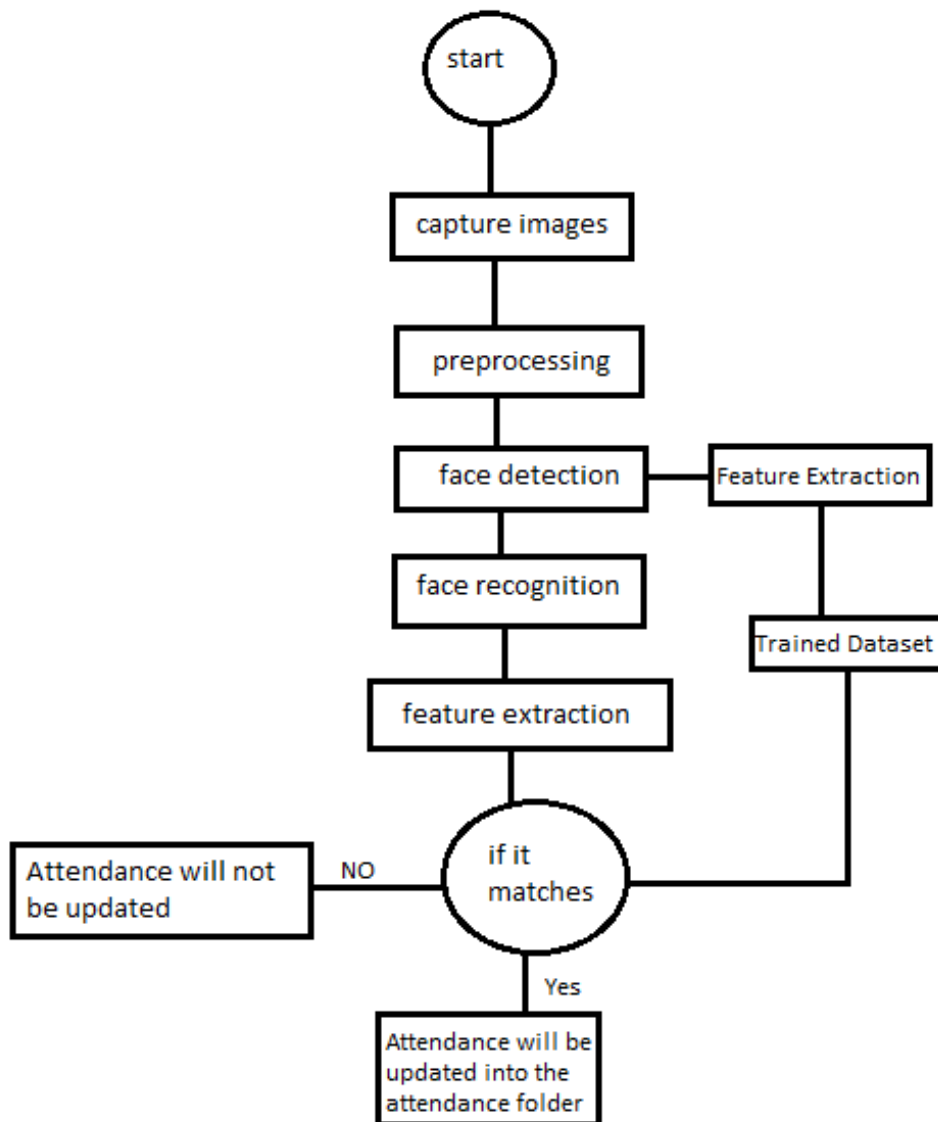 start
capture images
preprocessing
face detection
Feature Extraction
face recognition
Trained Dataset
feature extraction
if it
matches
NO
Attendance will not
be updated
Yes
Attendance will be
updated into the
attendance folder